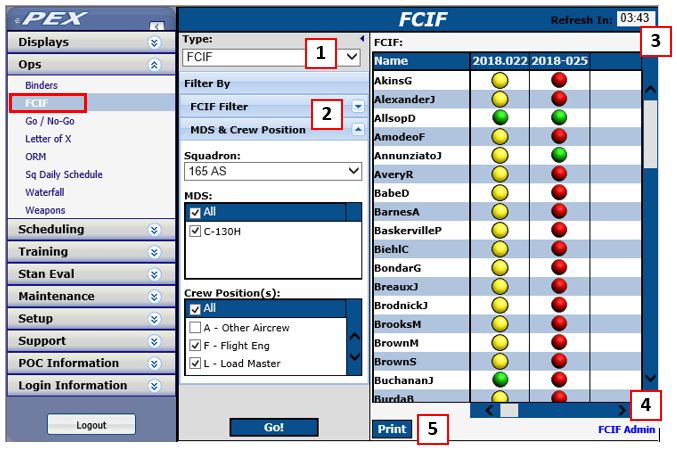 PEX
Displays
Ops
Binders
FCIF
Go / No-Go
Letter of X
ORM
Sq Daily Schedule
Waterfall
Weapons
Scheduling
Training
Stan Eval
Maintenance
Setup
Support
POC Information
Login Information
Logout
FCIF
Refresh In: 03:43
Type:
1
FCIF
Filter By
FCIF Filter
2
MDS & Crew Position
Squadron:
165 AS
MDS:
All
C-130H
Crew Position(s):
All
A - Other Aircrew
F - Flight Eng
L - Load Master
Go!
FCIF:
3
Name 2018.022 2018-025
AkinsG
AlexanderJ
AllsopD
AmodeoF
AnnunziatoJ
AveryR
BabeD
BarnesA
BaskervilleP
BiehlC
BondarG
BreauxJ
BrodnickJ
BrooksM
BrownM
BrownS
BuchananJ
BurdaB
4
Print
5
FCIF Admin